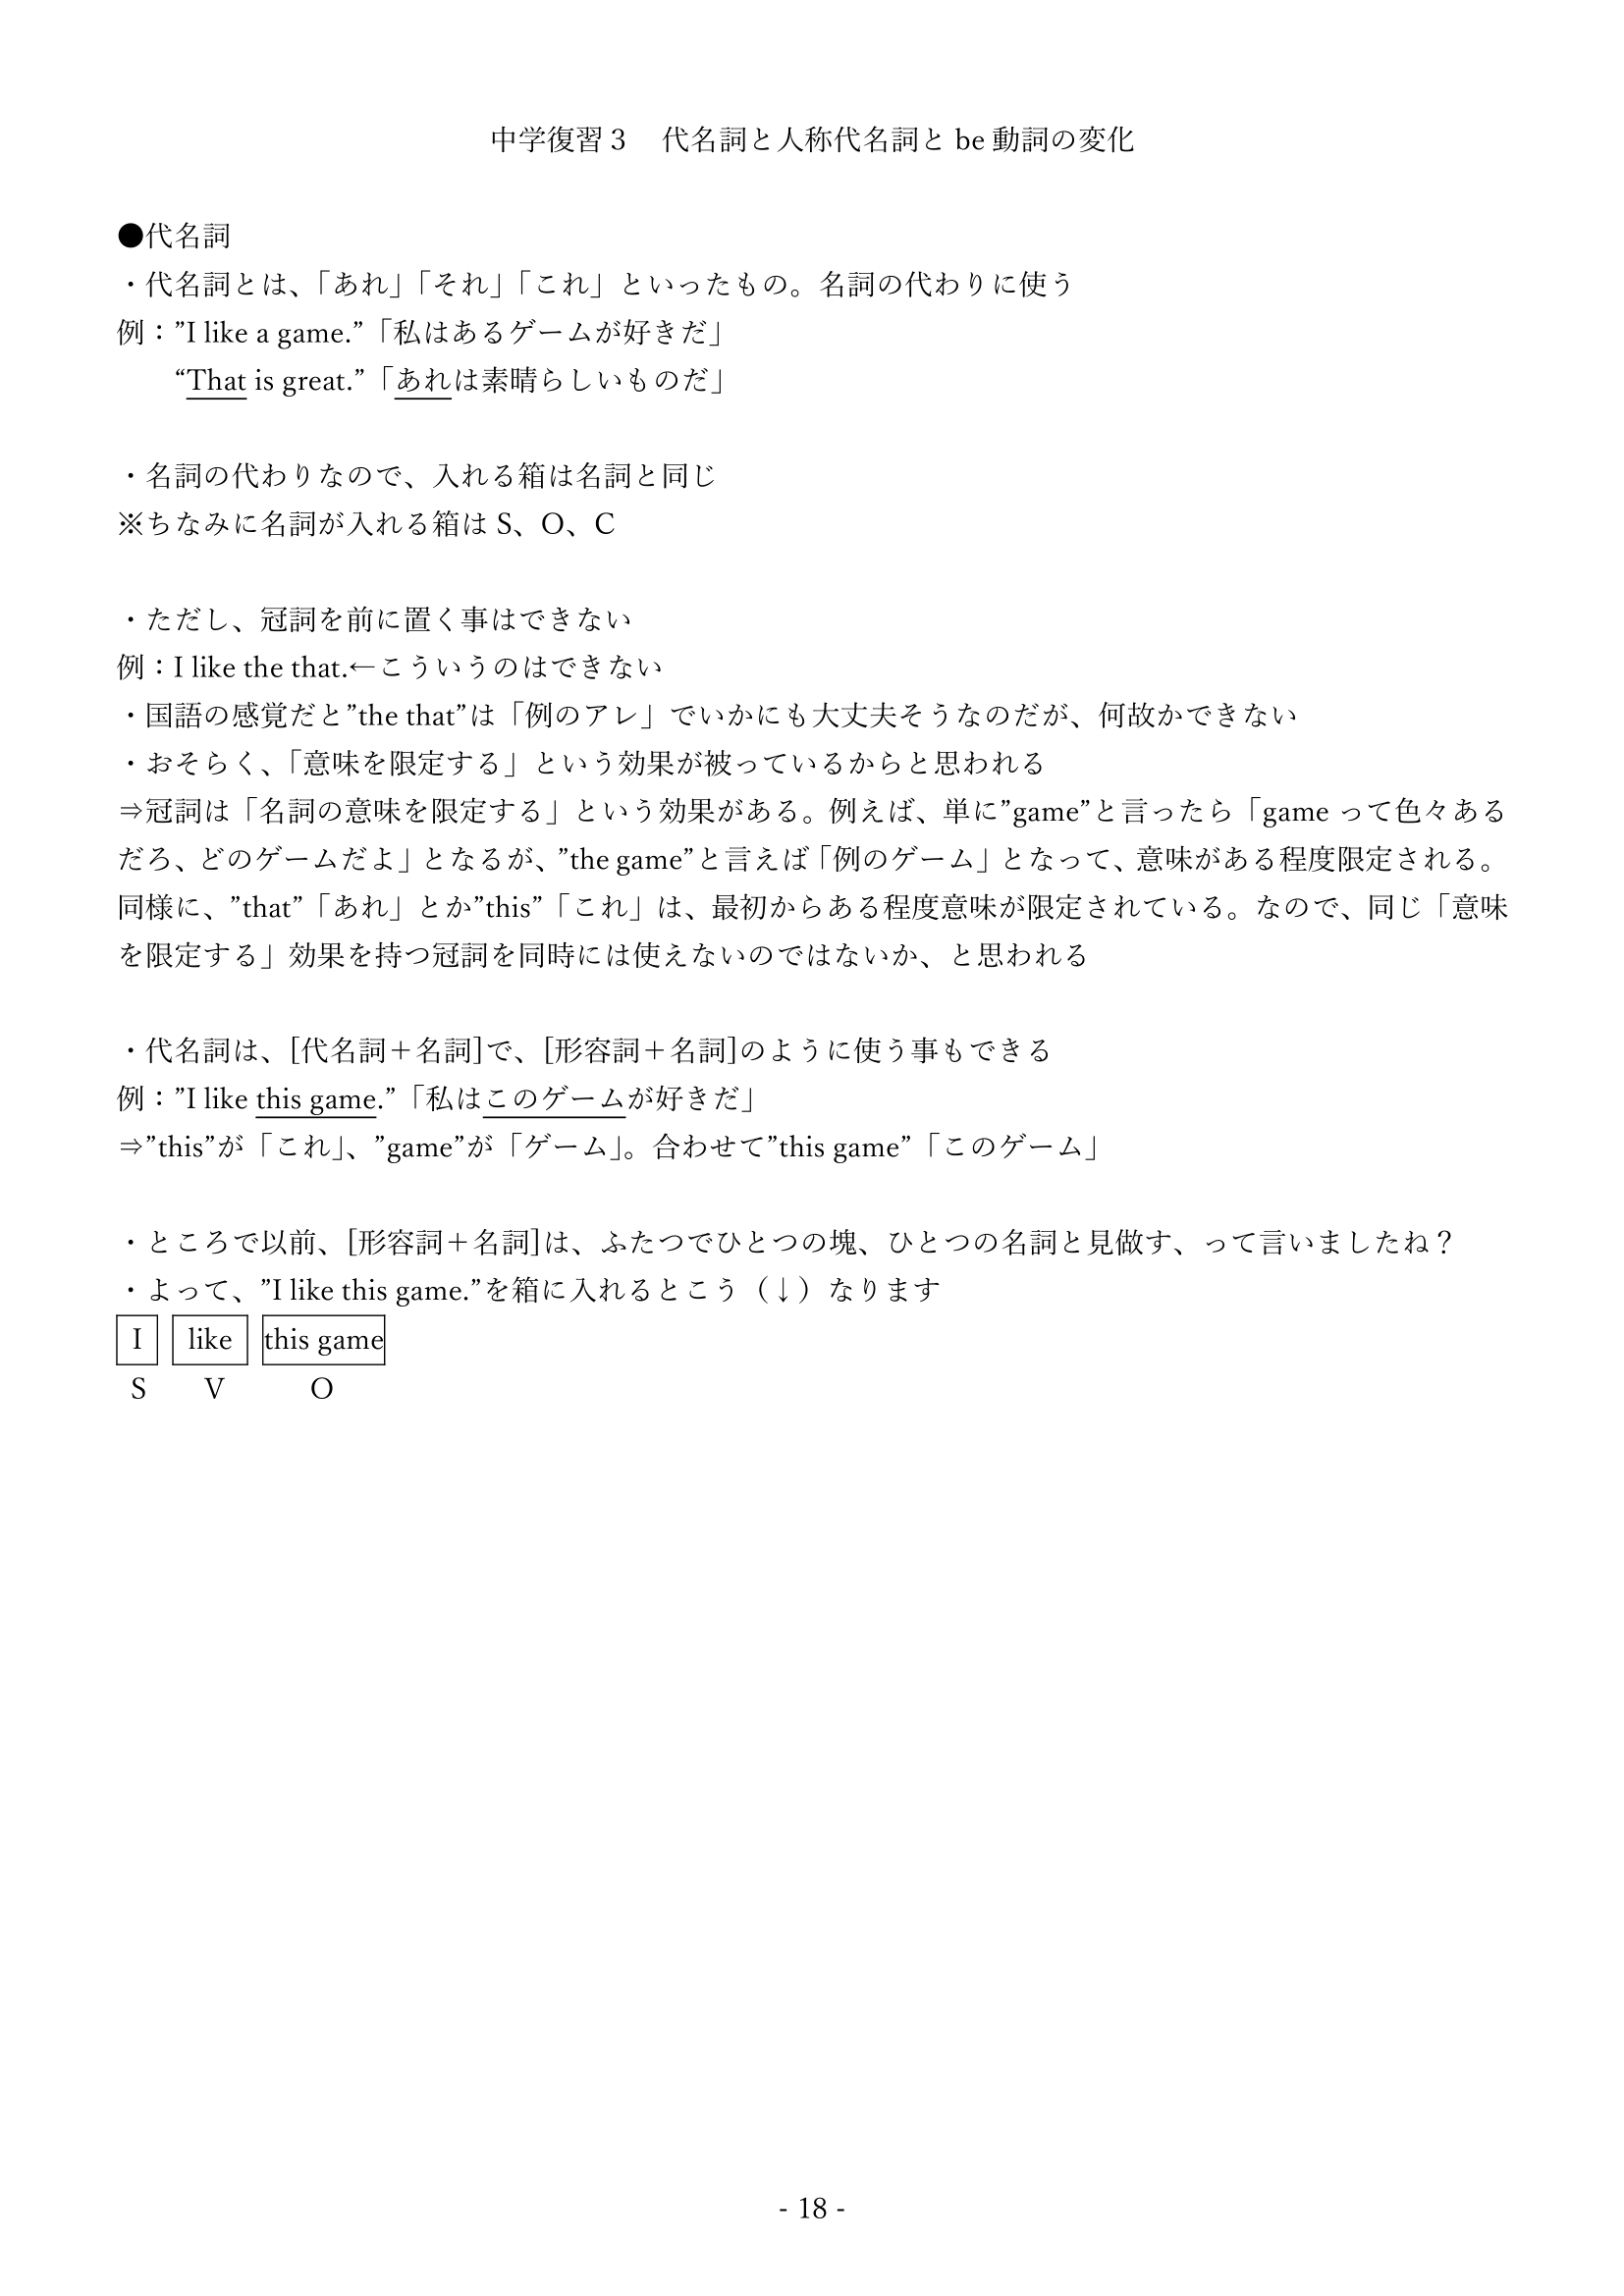 中学復習３　代名詞と人称代名詞と be 動詞の変化
●代名詞
・代名詞とは、「あれ」「それ」「これ」といったもの。名詞の代わりに使う
例：”I like a game.”「私はあるゲームが好きだ」
“That is great.”「あれは素晴らしいものだ」
・名詞の代わりなので、入れる箱は名詞と同じ
※ちなみに名詞が入れる箱は S、O、C
・ただし、冠詞を前に置く事はできない
例：I like the that.←こういうのはできない
・国語の感覚だと”the that”は「例のアレ」でいかにも大丈夫そうなのだが、何故かできない
・おそらく、「意味を限定する」という効果が被っているからと思われる
⇒冠詞は「名詞の意味を限定する」という効果がある。例えば、単に”game”と言ったら「game って色々ある
だろ、どのゲームだよ」となるが、”the game”と言えば「例のゲーム」となって、意味がある程度限定される。
同様に、”that”「あれ」とか”this”「これ」は、最初からある程度意味が限定されている。なので、同じ「意味
を限定する」効果を持つ冠詞を同時には使えないのではないか、と思われる
・代名詞は、[代名詞＋名詞]で、[形容詞＋名詞]のように使う事もできる
例：”I like this game.”「私はこのゲームが好きだ」
⇒”this”が「これ」、”game”が「ゲーム」。合わせて”this game”「このゲーム」
・ところで以前、[形容詞＋名詞]は、ふたつでひとつの塊、ひとつの名詞と見做す、って言いましたね？
・よって、”I like this game.”を箱に入れるとこう（↓）なります
I like this game
S V O
- 18 -